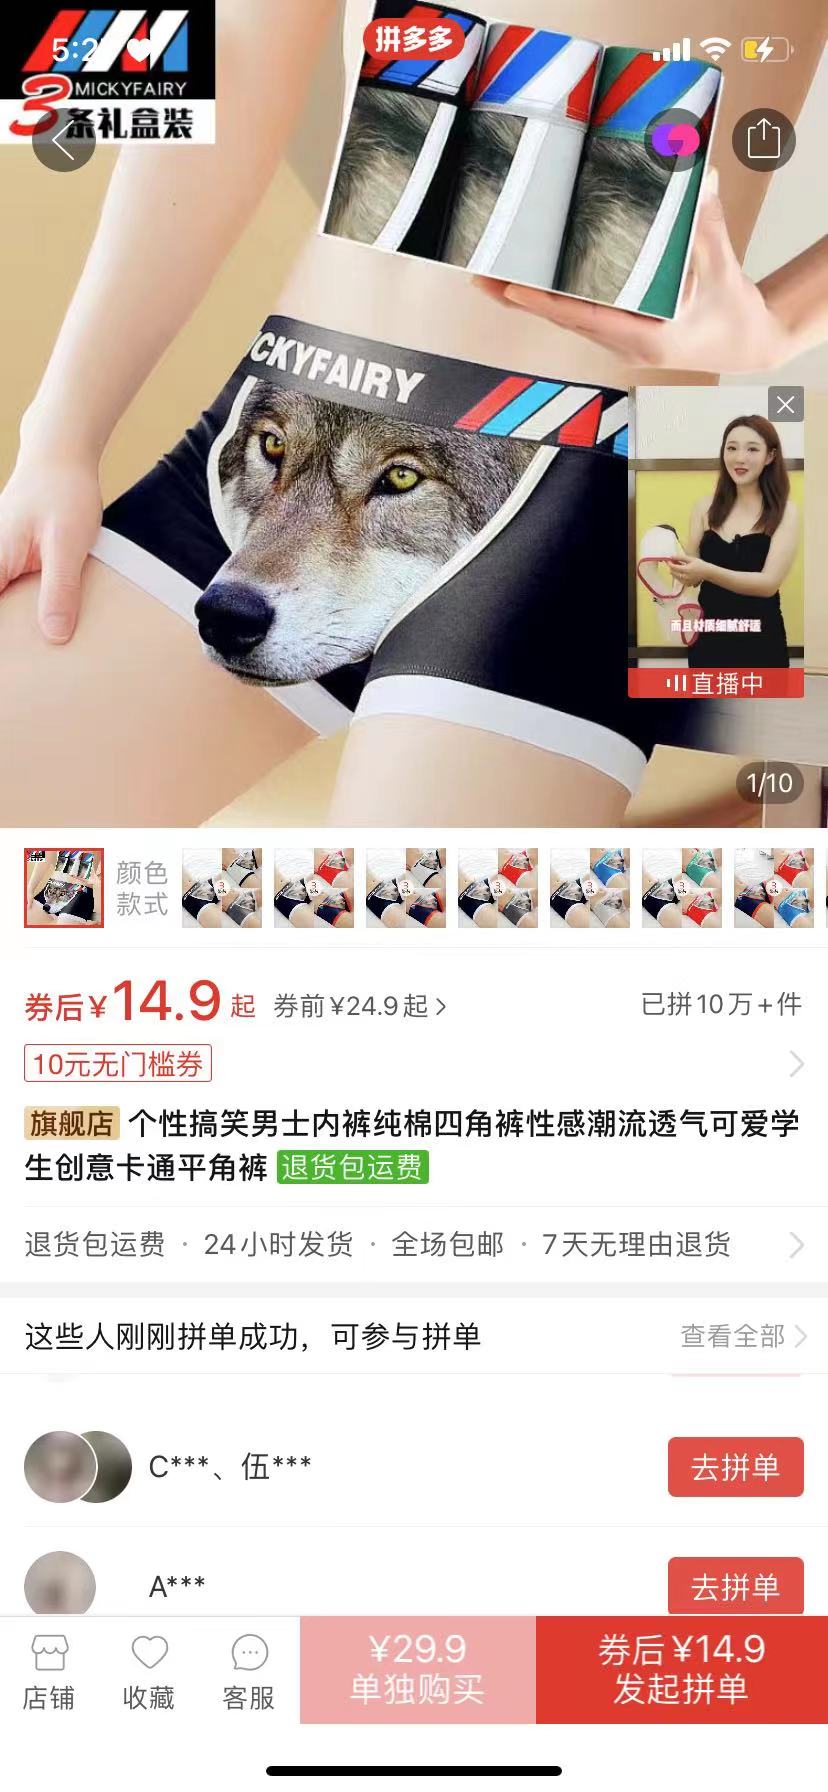 5:2
拼多多
MICKYFAIRY
3条礼盒装
ICKYFAIRY
而且材质细腻舒适
直播中
1/10
颜色
款式
券后¥14.9起 券前¥24.9起 已拼10万+件
10元无门槛券
旗舰店 个性搞笑男士内裤纯棉四角裤性感潮流透气可爱学
生创意卡通平角裤 退货包运费
退货包运费 · 24小时发货 · 全场包邮 · 7天无理由退货
这些人刚刚拼单成功，可参与拼单 查看全部
C***、伍*** 去拼单
A*** 去拼单
店铺 收藏 客服
¥29.9
单独购买
券后¥14.9
发起拼单